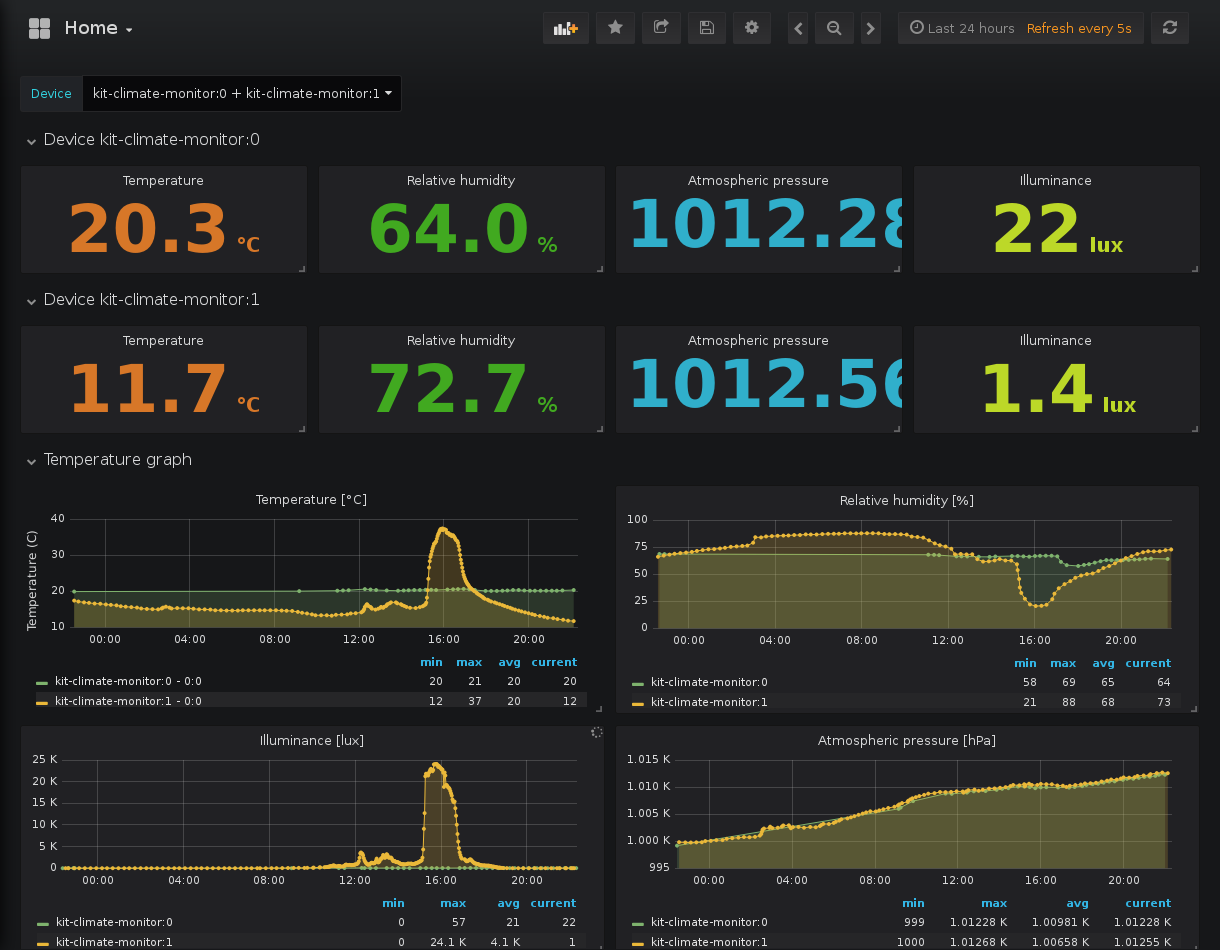 Home
Last 24 hours Refresh every 5s
Device kit-climate-monitor:0 + kit-climate-monitor:1
Device kit-climate-monitor:0
Temperature Relative humidity Atmospheric pressure Illuminance
20.3 °C 64.0 % 1012.28 22 lux
Device kit-climate-monitor:1
Temperature Relative humidity Atmospheric pressure Illuminance
11.7 °C 72.7 % 1012.56 1.4 lux
Temperature graph
Temperature [°C]
Temperature (C)
40
30
20
10
00:00 04:00 08:00 12:00 16:00 20:00
min max avg current
kit-climate-monitor:0 - 0:0 20 21 20 20
kit-climate-monitor:1 - 0:0 12 37 20 12
Relative humidity [%]
100
75
50
25
0
00:00 04:00 08:00 12:00 16:00 20:00
min max avg current
kit-climate-monitor:0 58 69 65 64
kit-climate-monitor:1 21 88 68 73
Illuminance [lux]
25 K
20 K
15 K
10 K
5 K
0
00:00 04:00 08:00 12:00 16:00 20:00
min max avg current
kit-climate-monitor:0 0 57 21 22
kit-climate-monitor:1 0 24.1 K 4.1 K 1
Atmospheric pressure [hPa]
1.015 K
1.010 K
1.005 K
1.000 K
995
00:00 04:00 08:00 12:00 16:00 20:00
min max avg current
kit-climate-monitor:0 999 1.01228 K 1.00981 K 1.01228 K
kit-climate-monitor:1 1000 1.01268 K 1.00658 K 1.01255 K